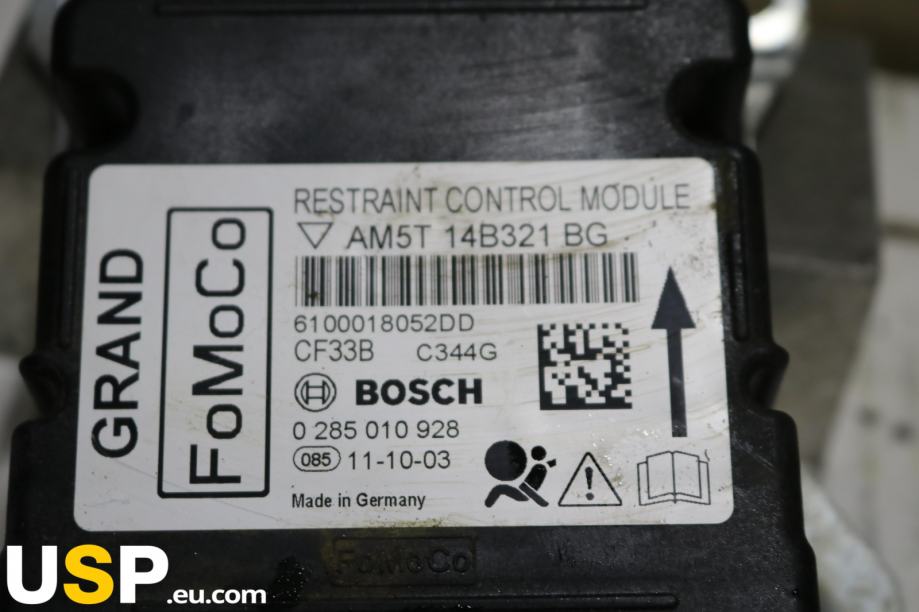 GRAND
FoMoCo
RESTRAINT CONTROL MODULE
AM5T 14B321 BG
6100018052DD
CF33B C344G
BOSCH
0 285 010 928
085 11-10-03
Made in Germany
FoMoCo
USP.eu.com